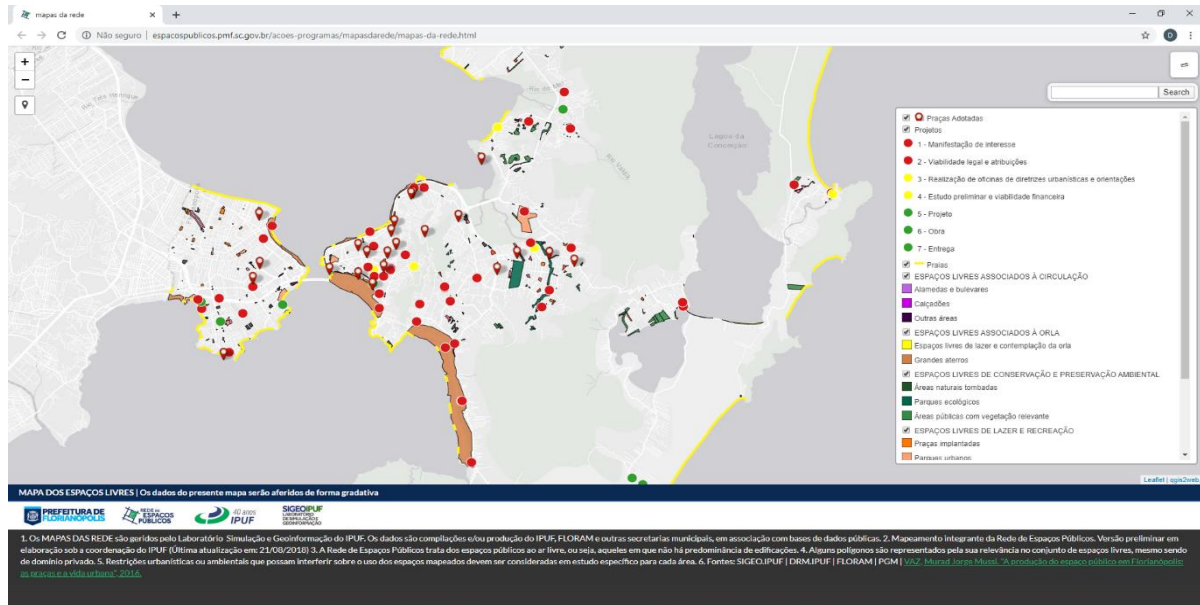 mapas da rede
Não seguro | espacospublicos.pmf.sc.gov.br/acoes-programas/mapasdarede/mapas-da-rede.html
D
+
−
Search
Lagoa da
Conceição
Praças Adotadas
Projetos
1 - Manifestação de interesse
2 - Viabilidade legal e atribuições
3 - Realização de oficinas de diretrizes urbanísticas e orientações
4 - Estudo preliminar e viabilidade financeira
5 - Projeto
6 - Obra
7 - Entrega
Praias
ESPAÇOS LIVRES ASSOCIADOS À CIRCULAÇÃO
Alamedas e bulevares
Calçadões
Outras áreas
ESPAÇOS LIVRES ASSOCIADOS À ORLA
Espaços livres de lazer e contemplação da orla
Grandes aterros
ESPAÇOS LIVRES DE CONSERVAÇÃO E PRESERVAÇÃO AMBIENTAL
Áreas naturais tombadas
Parques ecológicos
Áreas públicas com vegetação relevante
ESPAÇOS LIVRES DE LAZER E RECREAÇÃO
Praças implantadas
Parques urbanos
Leaflet | qgis2web
MAPA DOS ESPAÇOS LIVRES | Os dados do presente mapa serão aferidos de forma gradativa
PREFEITURA DE
FLORIANÓPOLIS
REDE DE
ESPAÇOS
PÚBLICOS
40 anos
IPUF
SIGEOIPUF
LABORATÓRIO
DE SIMULAÇÃO E
GEOINFORMAÇÃO
1. Os MAPAS DAS REDE são geridos pelo Laboratório Simulação e Geoinformação do IPUF. Os dados são compilações e/ou produção do IPUF, FLORAM e outras secretarias municipais, em associação com bases de dados públicas. 2. Mapeamento integrante da Rede de Espaços Públicos. Versão preliminar em
elaboração sob a coordenação do IPUF (Última atualização em: 21/08/2018) 3. A Rede de Espaços Públicos trata dos espaços públicos ao ar livre, ou seja, aqueles em que não há predominância de edificações. 4. Alguns polígonos são representados pela sua relevância no conjunto de espaços livres, mesmo sendo
de domínio privado. 5. Restrições urbanísticas ou ambientais que possam interferir sobre o uso dos espaços mapeados devem ser consideradas em estudo específico para cada área. 6. Fontes: SIGEO.IPUF | DRM.IPUF | FLORAM | PGM | VAZ, Murad Jorge Mussi. "A produção do espaço público em Florianópolis:
as praças e a vida urbana", 2016.